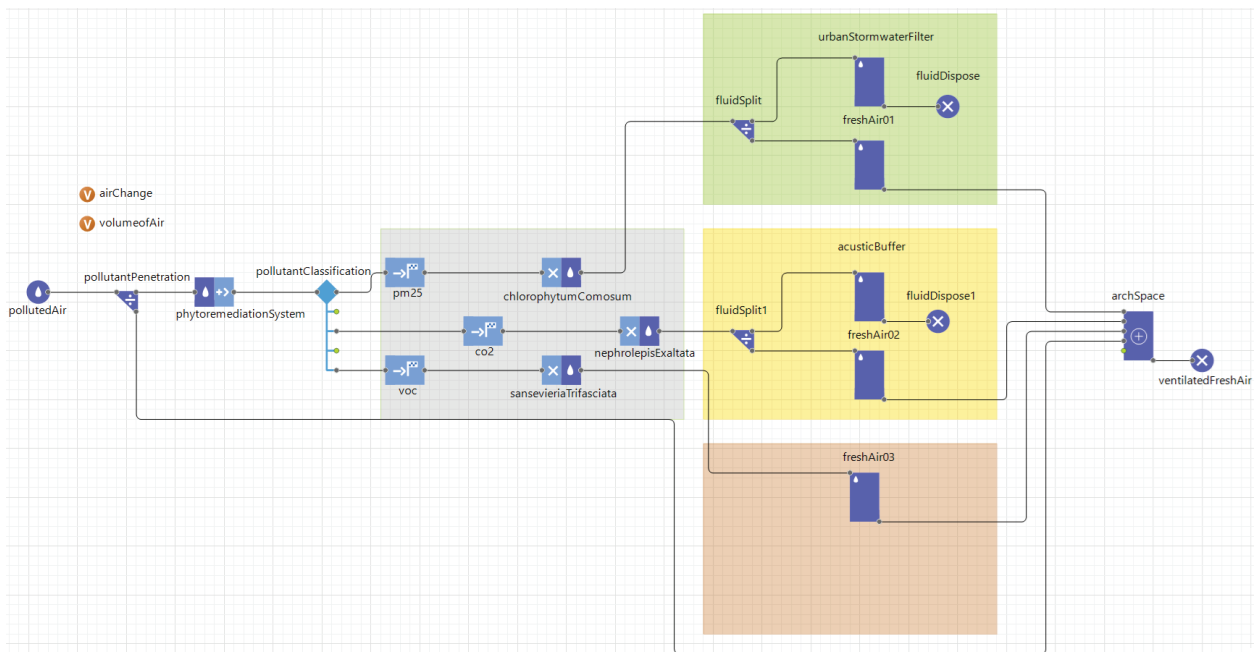 urbanStormwaterFilter
fluidDispose
fluidSplit
freshAir01
V airChange
V volumeofAir
acusticBuffer
pollutantClassification
pollutantPenetration
pm25
chlorophytumComosum
fluidDispose1
archSpace
pollutedAir
phytoremediationSystem
fluidSplit1
freshAir02
co2
nephrolepisExaltata
ventilatedFreshAir
voc
sansevieriaTrifasciata
freshAir03